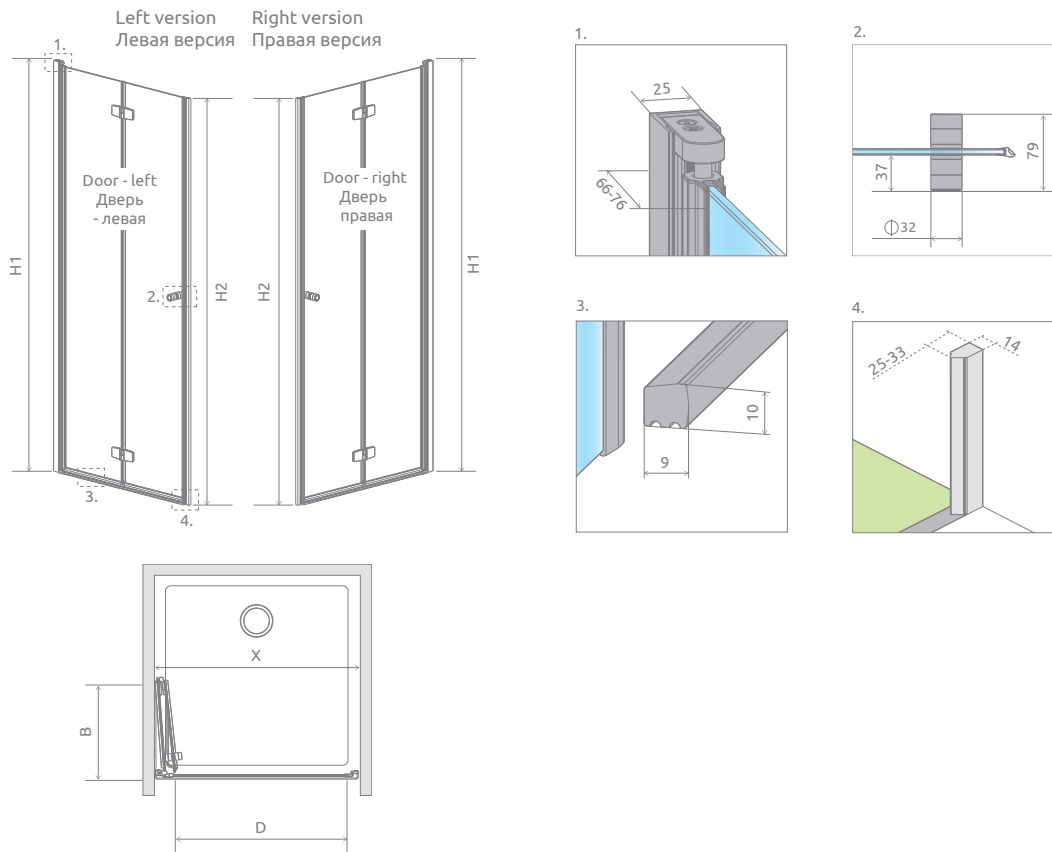 Left version
Левая версия
Right version
Правая версия
1.
H1
Door - left
Дверь
- левая
2.
H2
3.
4.
H2
Door - right
Дверь
правая
H1
1.
25
66-76
2.
79
37
Ф32
3.
10
9
4.
25-33
14
X
B
D